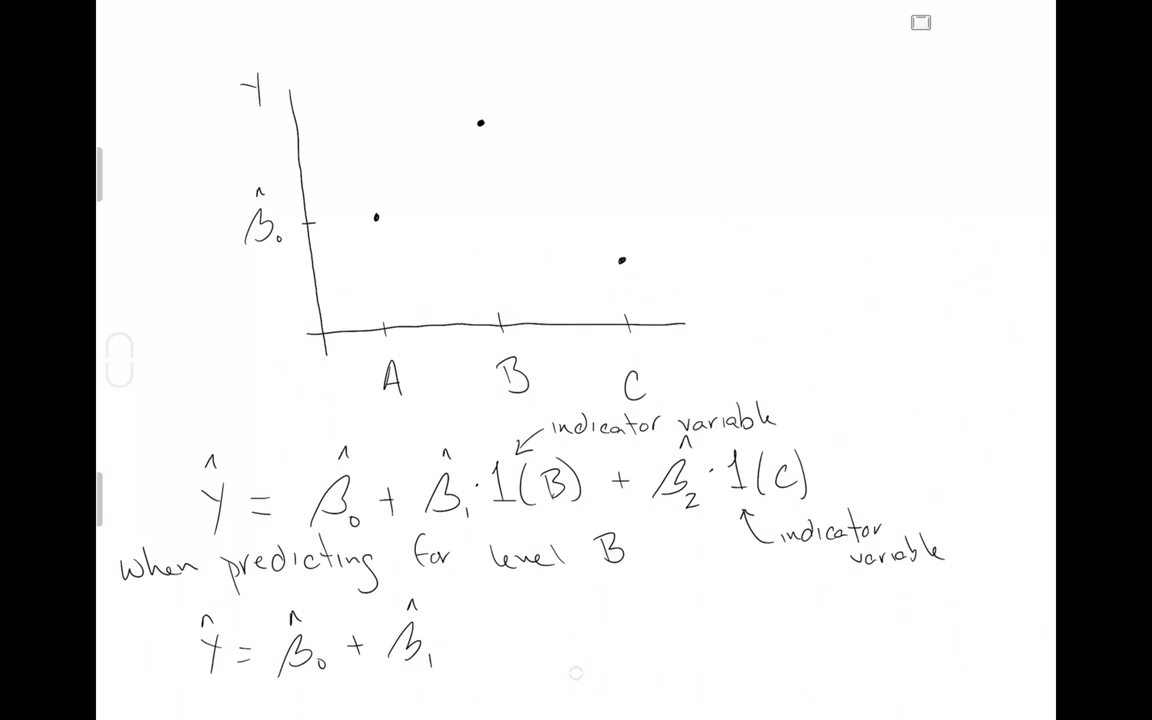 Y
β̂₀
A B C
indicator variable
Ŷ = β̂₀ + β̂₁·1(B) + β̂₂·1(C)
indicator
variable
when predicting for level B
Ŷ = β̂₀ + β̂₁